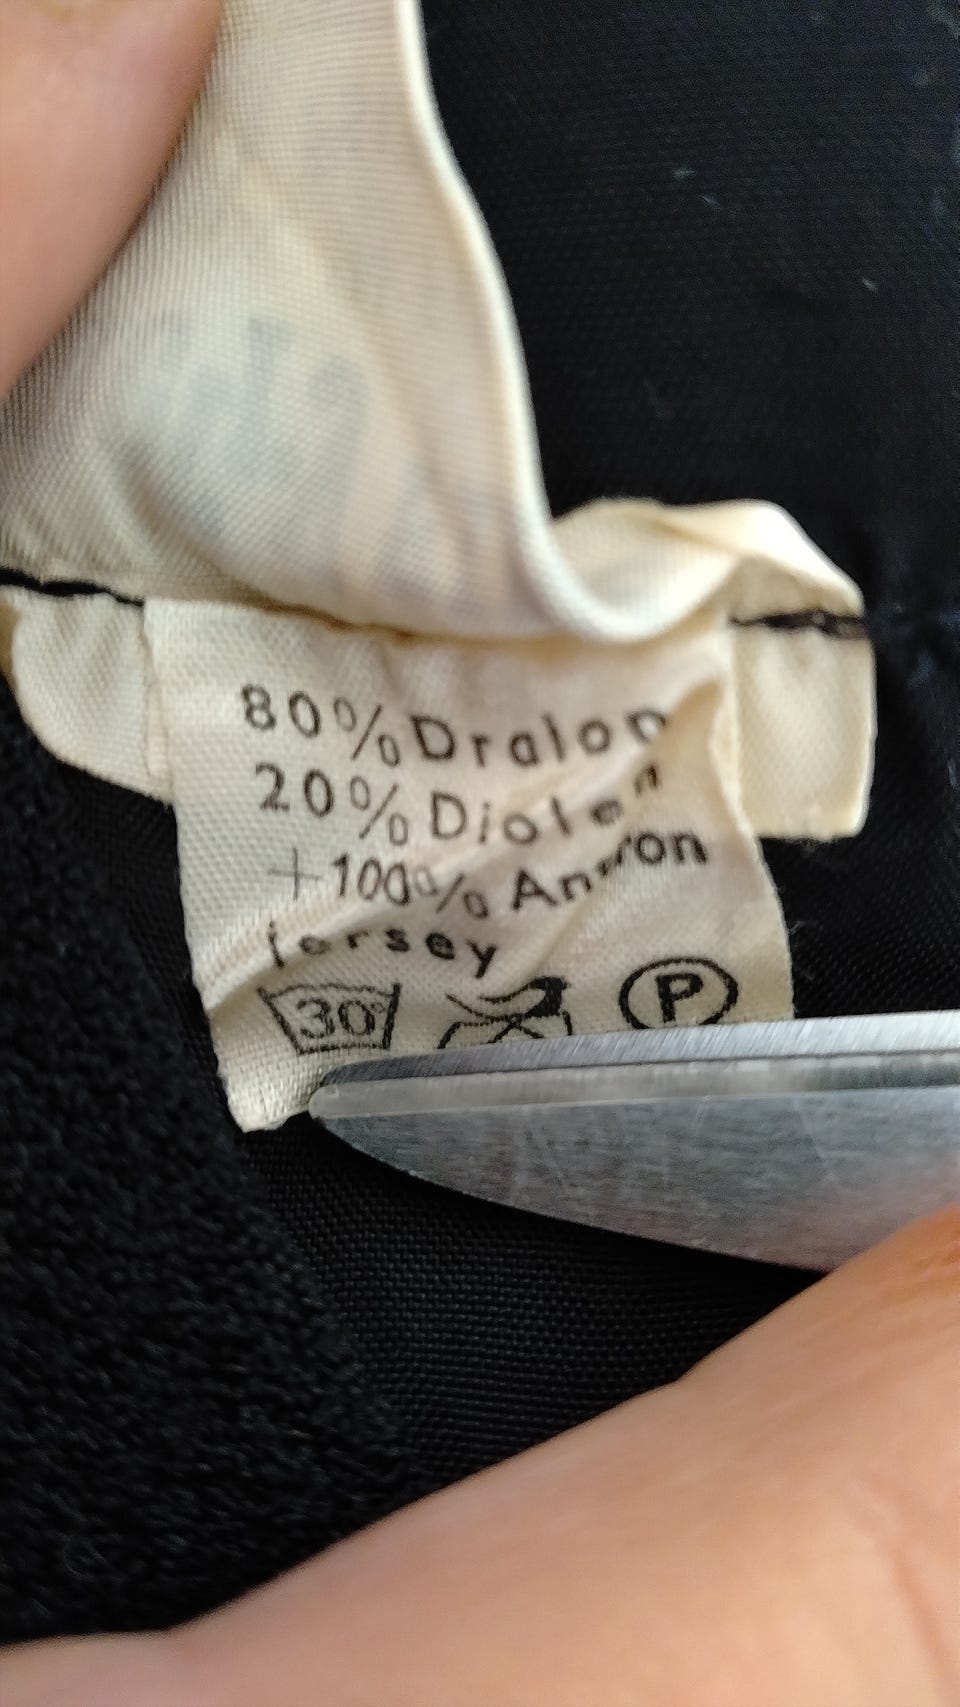 80% Dralon
20% Diolen
+100%
jersey
30°
P